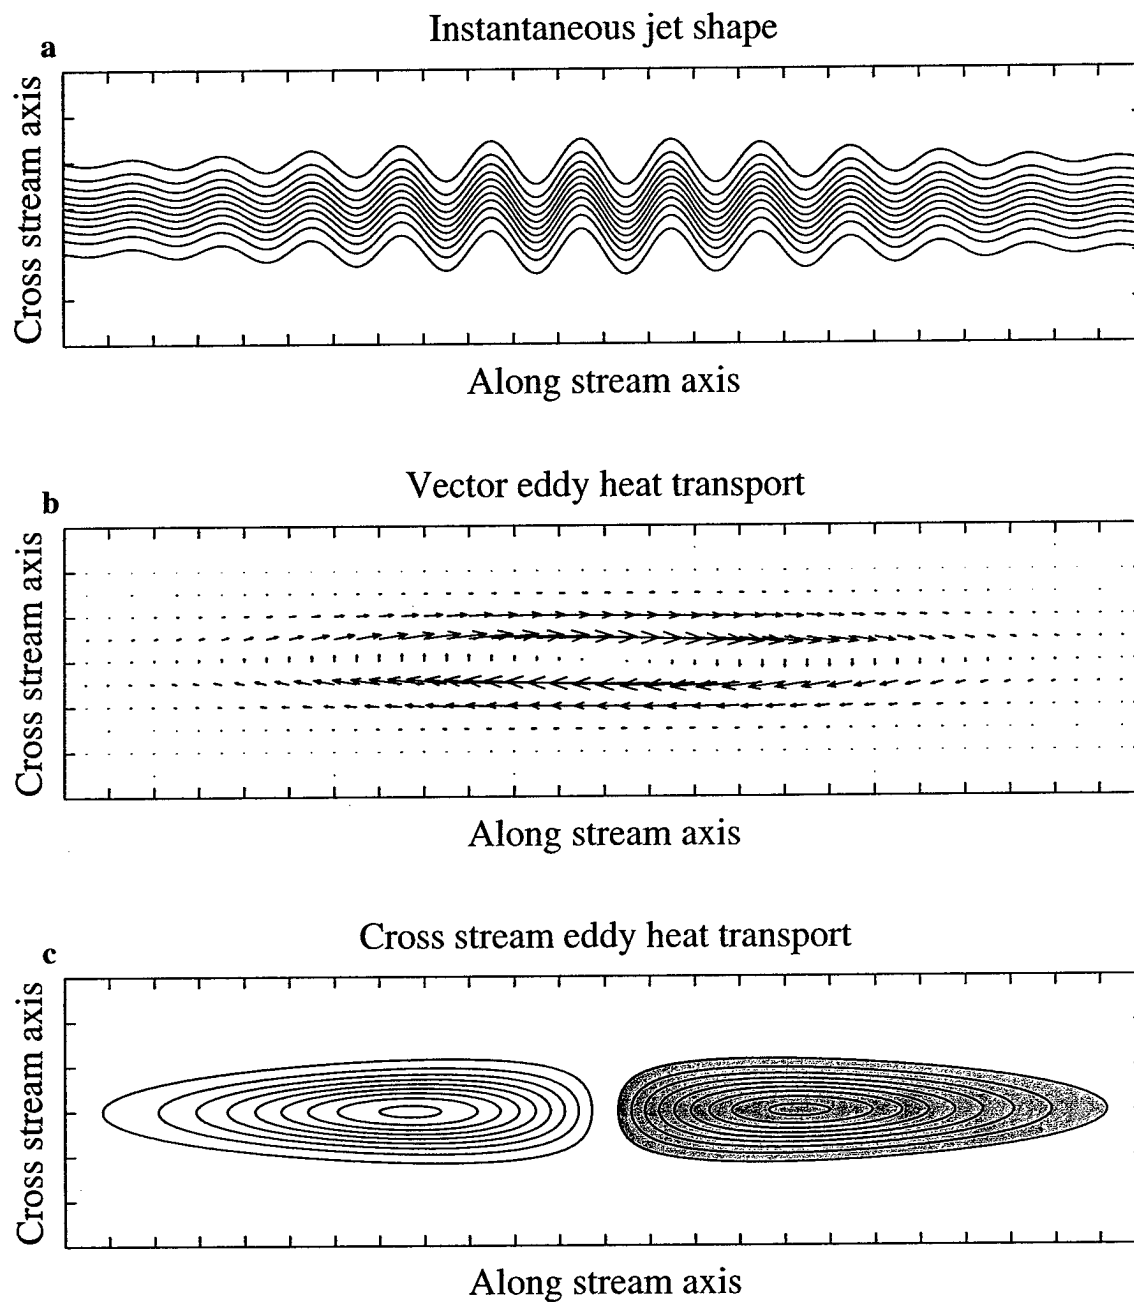 a
Instantaneous jet shape
Cross stream axis
Along stream axis
b
Vector eddy heat transport
Cross stream axis
Along stream axis
c
Cross stream eddy heat transport
Cross stream axis
Along stream axis